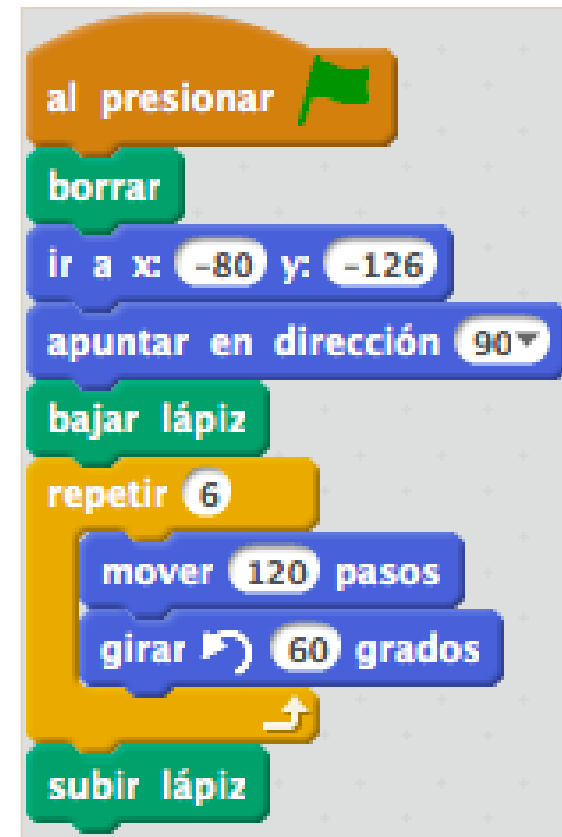 al presionar
borrar
ir a x: -80 y: -126
apuntar en dirección 90
bajar lápiz
repetir 6
mover 120 pasos
girar 60 grados
subir lápiz